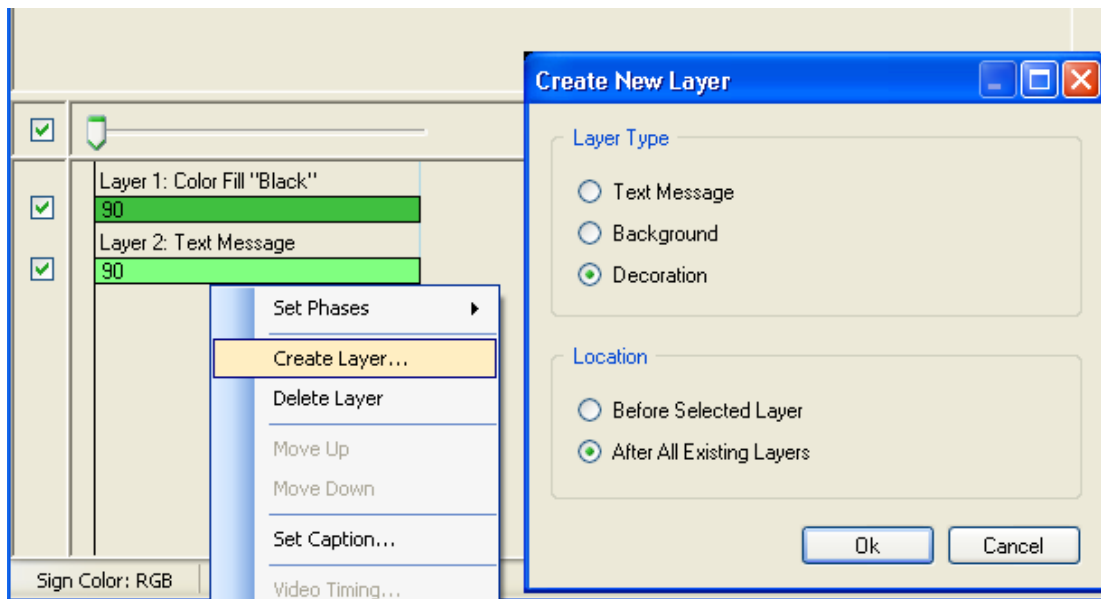 Create New Layer
Layer Type
Text Message
Background
Decoration
Location
Before Selected Layer
After All Existing Layers
Ok
Cancel
Layer 1: Color Fill "Black"
90
Layer 2: Text Message
90
Set Phases
Create Layer...
Delete Layer
Move Up
Move Down
Set Caption...
Video Timing...
Sign Color: RGB